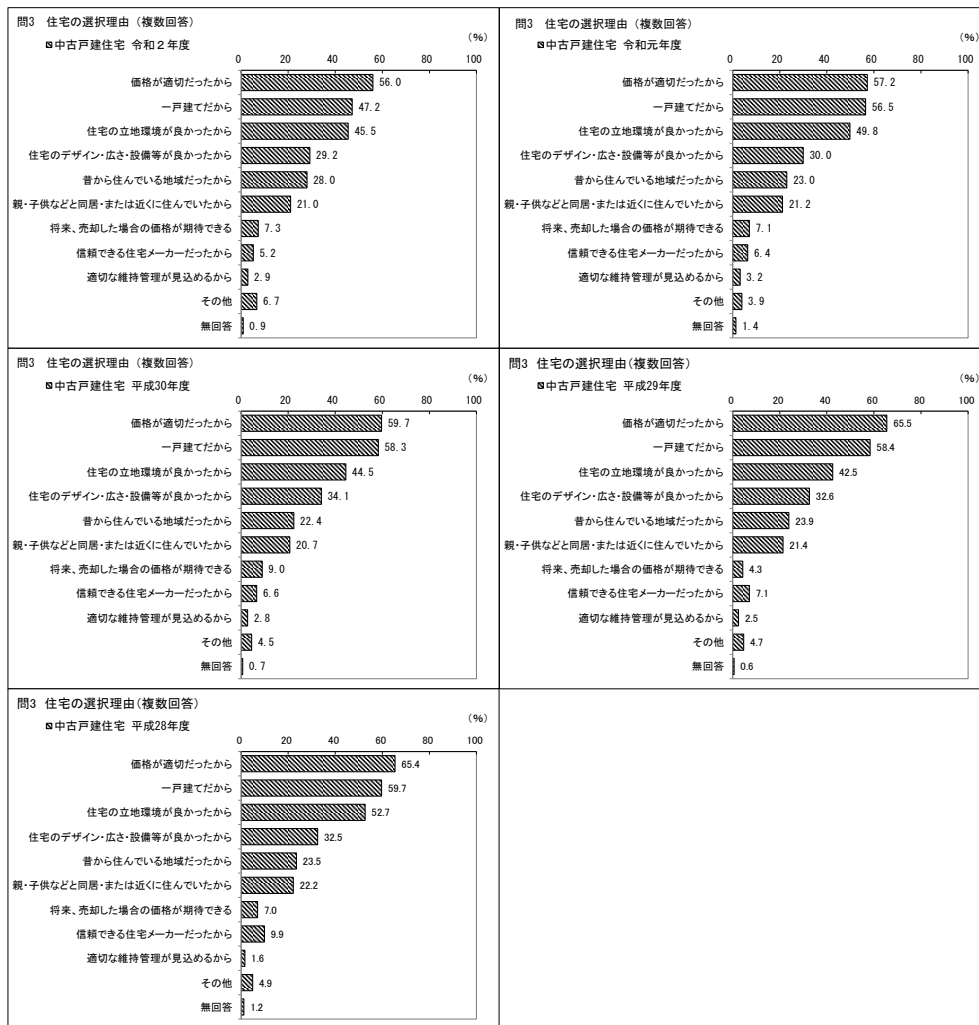 問3　住宅の選択理由（複数回答）
中古戸建住宅 令和２年度
(％)
0 20 40 60 80 100
価格が適切だったから 56.0
一戸建てだから 47.2
住宅の立地環境が良かったから 45.5
住宅のデザイン・広さ・設備等が良かったから 29.2
昔から住んでいる地域だったから 28.0
親・子供などと同居・または近くに住んでいたから 21.0
将来、売却した場合の価格が期待できる 7.3
信頼できる住宅メーカーだったから 5.2
適切な維持管理が見込めるから 2.9
その他 6.7
無回答 0.9
問3　住宅の選択理由（複数回答）
中古戸建住宅 令和元年度
(％)
0 20 40 60 80 100
価格が適切だったから 57.2
一戸建てだから 56.5
住宅の立地環境が良かったから 49.8
住宅のデザイン・広さ・設備等が良かったから 30.0
昔から住んでいる地域だったから 23.0
親・子供などと同居・または近くに住んでいたから 21.2
将来、売却した場合の価格が期待できる 7.1
信頼できる住宅メーカーだったから 6.4
適切な維持管理が見込めるから 3.2
その他 3.9
無回答 1.4
問3　住宅の選択理由（複数回答）
中古戸建住宅 平成30年度
(％)
0 20 40 60 80 100
価格が適切だったから 59.7
一戸建てだから 58.3
住宅の立地環境が良かったから 44.5
住宅のデザイン・広さ・設備等が良かったから 34.1
昔から住んでいる地域だったから 22.4
親・子供などと同居・または近くに住んでいたから 20.7
将来、売却した場合の価格が期待できる 9.0
信頼できる住宅メーカーだったから 6.6
適切な維持管理が見込めるから 2.8
その他 4.5
無回答 0.7
問3 住宅の選択理由(複数回答)
中古戸建住宅 平成29年度
(％)
0 20 40 60 80 100
価格が適切だったから 65.5
一戸建てだから 58.4
住宅の立地環境が良かったから 42.5
住宅のデザイン・広さ・設備等が良かったから 32.6
昔から住んでいる地域だったから 23.9
親・子供などと同居・または近くに住んでいたから 21.4
将来、売却した場合の価格が期待できる 4.3
信頼できる住宅メーカーだったから 7.1
適切な維持管理が見込めるから 2.5
その他 4.7
無回答 0.6
問3 住宅の選択理由(複数回答)
中古戸建住宅 平成28年度
(％)
0 20 40 60 80 100
価格が適切だったから 65.4
一戸建てだから 59.7
住宅の立地環境が良かったから 52.7
住宅のデザイン・広さ・設備等が良かったから 32.5
昔から住んでいる地域だったから 23.5
親・子供などと同居・または近くに住んでいたから 22.2
将来、売却した場合の価格が期待できる 7.0
信頼できる住宅メーカーだったから 9.9
適切な維持管理が見込めるから 1.6
その他 4.9
無回答 1.2